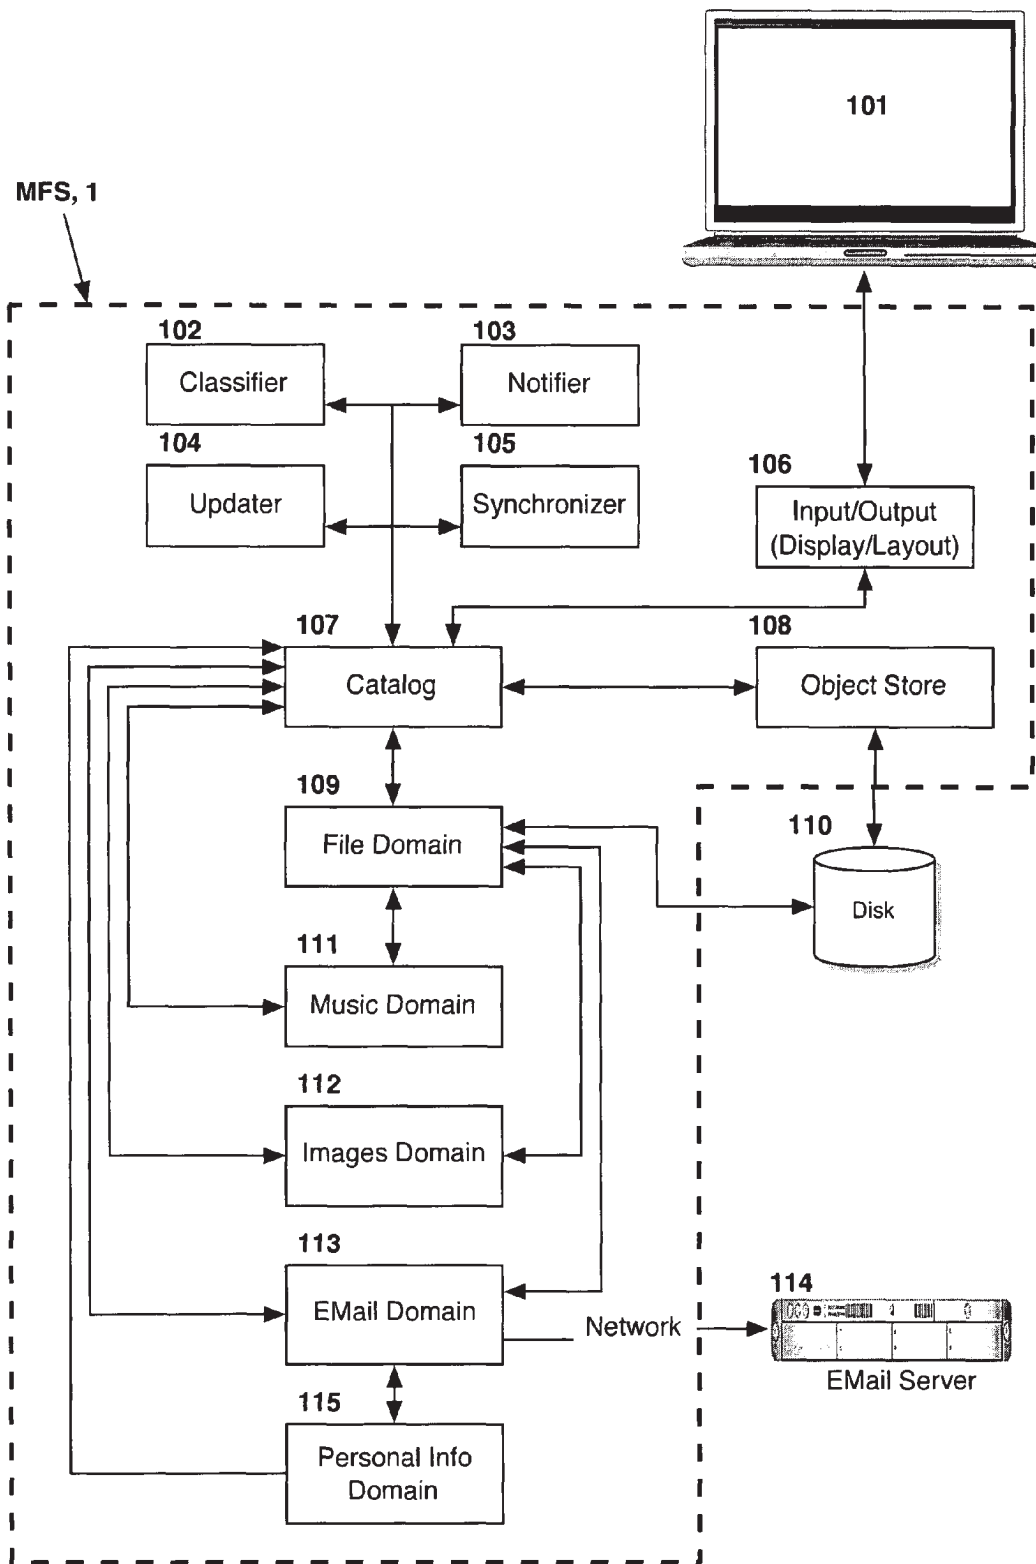 101
MFS, 1
102
Classifier
103
Notifier
104
Updater
105
Synchronizer
106
Input/Output
(Display/Layout)
107
Catalog
108
Object Store
109
File Domain
110
Disk
111
Music Domain
112
Images Domain
113
EMail Domain
Network
114
EMail Server
115
Personal Info
Domain